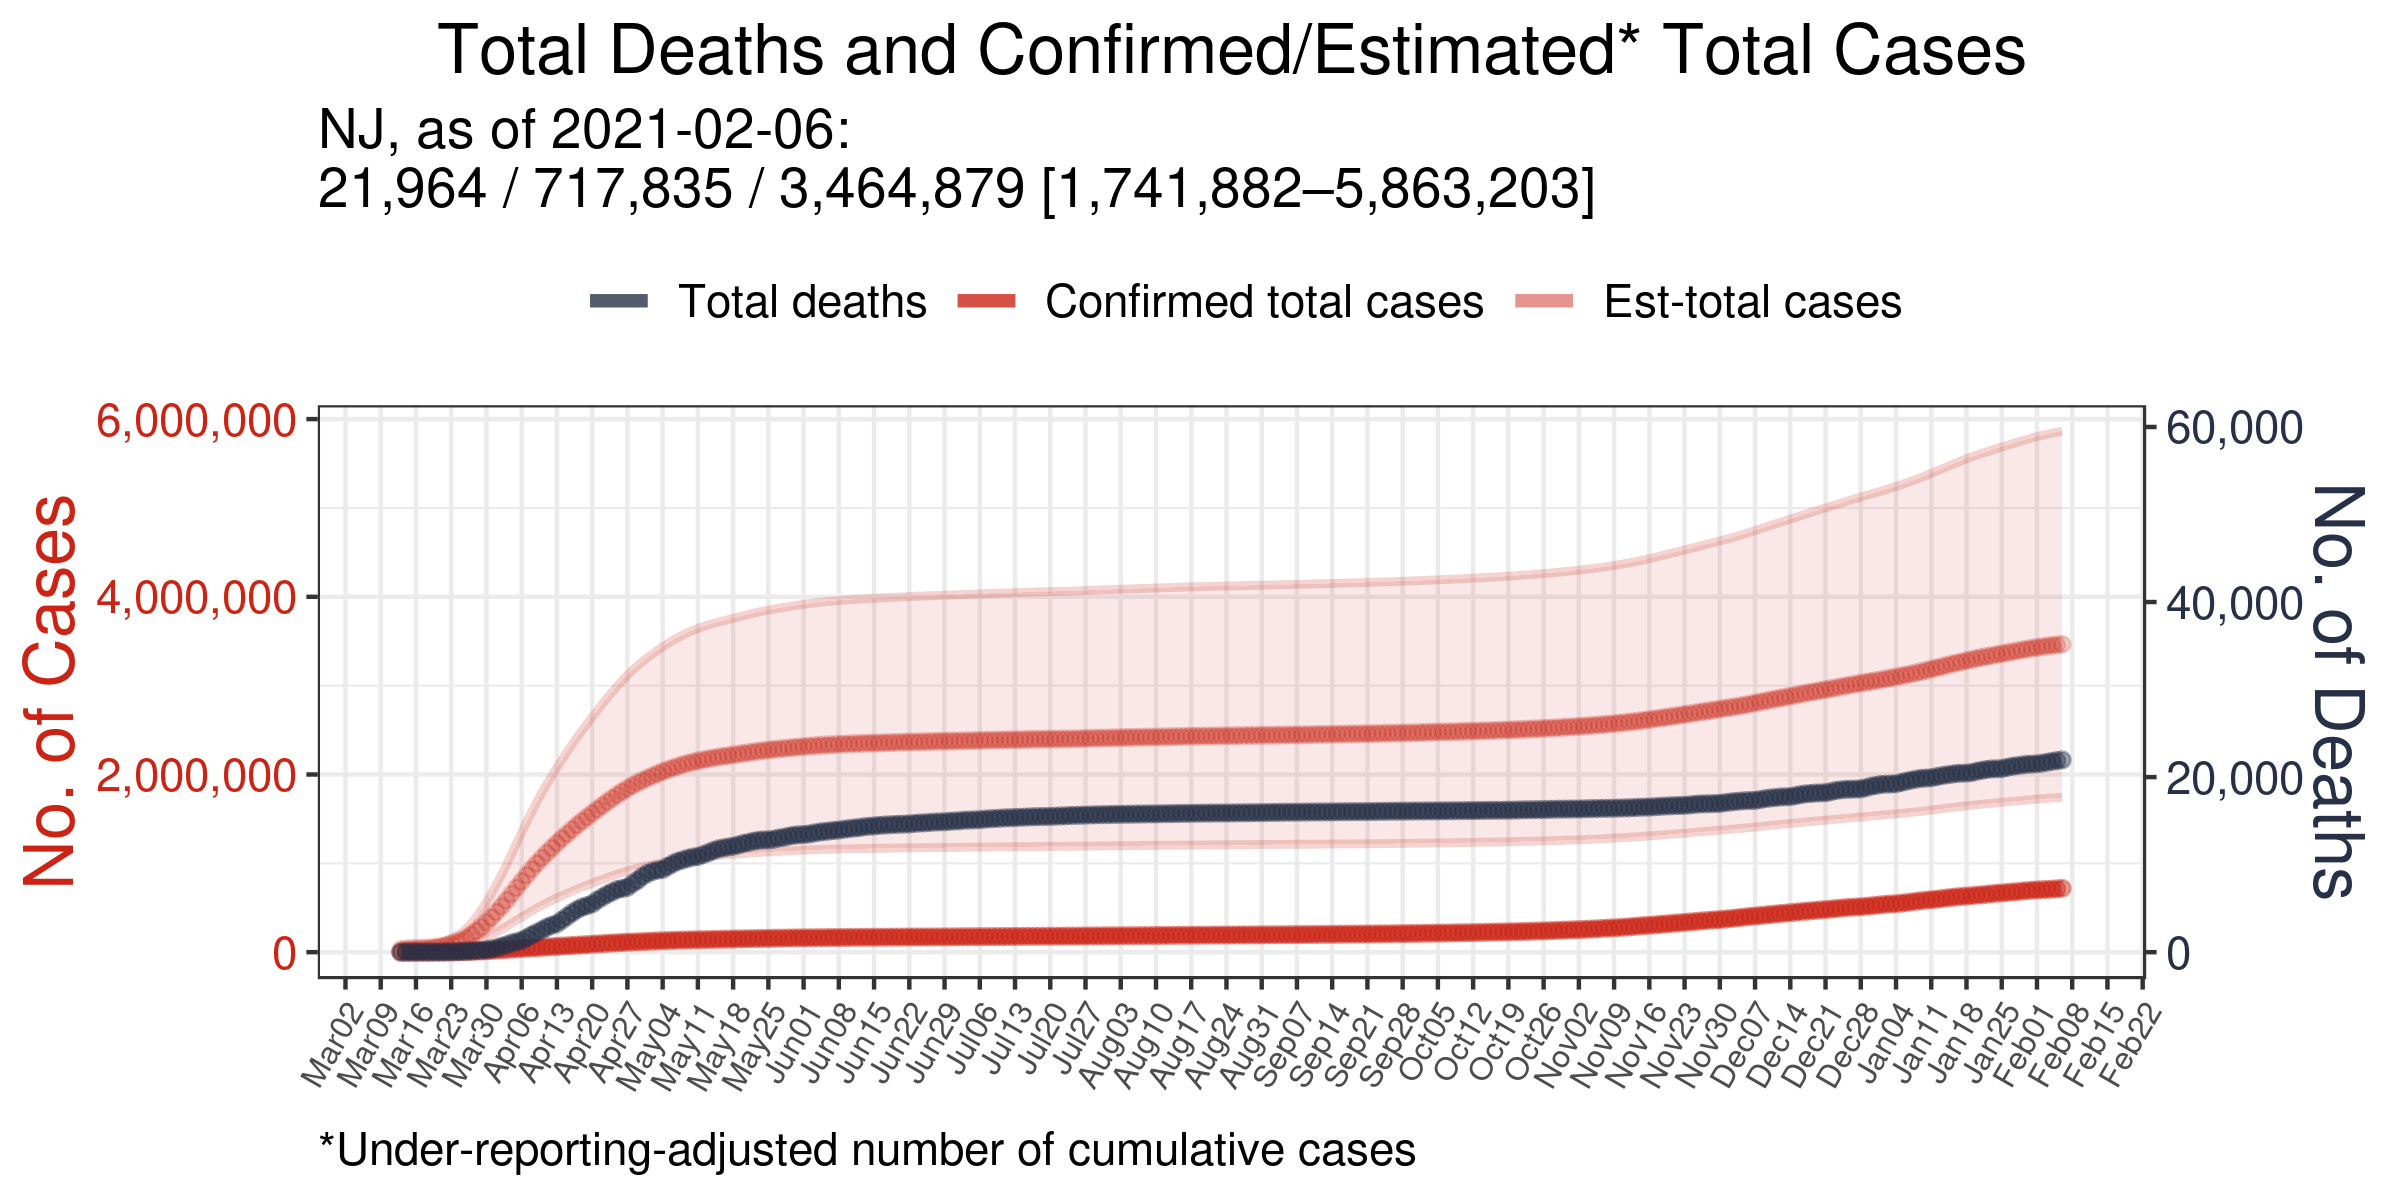 Total Deaths and Confirmed/Estimated* Total Cases
NJ, as of 2021-02-06:
21,964 / 717,835 / 3,464,879 [1,741,882–5,863,203]
Total deaths
Confirmed total cases
Est-total cases
No. of Cases
6,000,000
4,000,000
2,000,000
0
60,000
40,000
20,000
0
No. of Deaths
Mar02
Mar09
Mar16
Mar23
Mar30
Apr06
Apr13
Apr20
Apr27
May04
May11
May18
May25
Jun01
Jun08
Jun15
Jun22
Jun29
Jul06
Jul13
Jul20
Jul27
Aug03
Aug10
Aug17
Aug24
Aug31
Sep07
Sep14
Sep21
Sep28
Oct05
Oct12
Oct19
Oct26
Nov02
Nov09
Nov16
Nov23
Nov30
Dec07
Dec14
Dec21
Dec28
Jan04
Jan11
Jan18
Jan25
Feb01
Feb08
Feb15
Feb22
*Under-reporting-adjusted number of cumulative cases